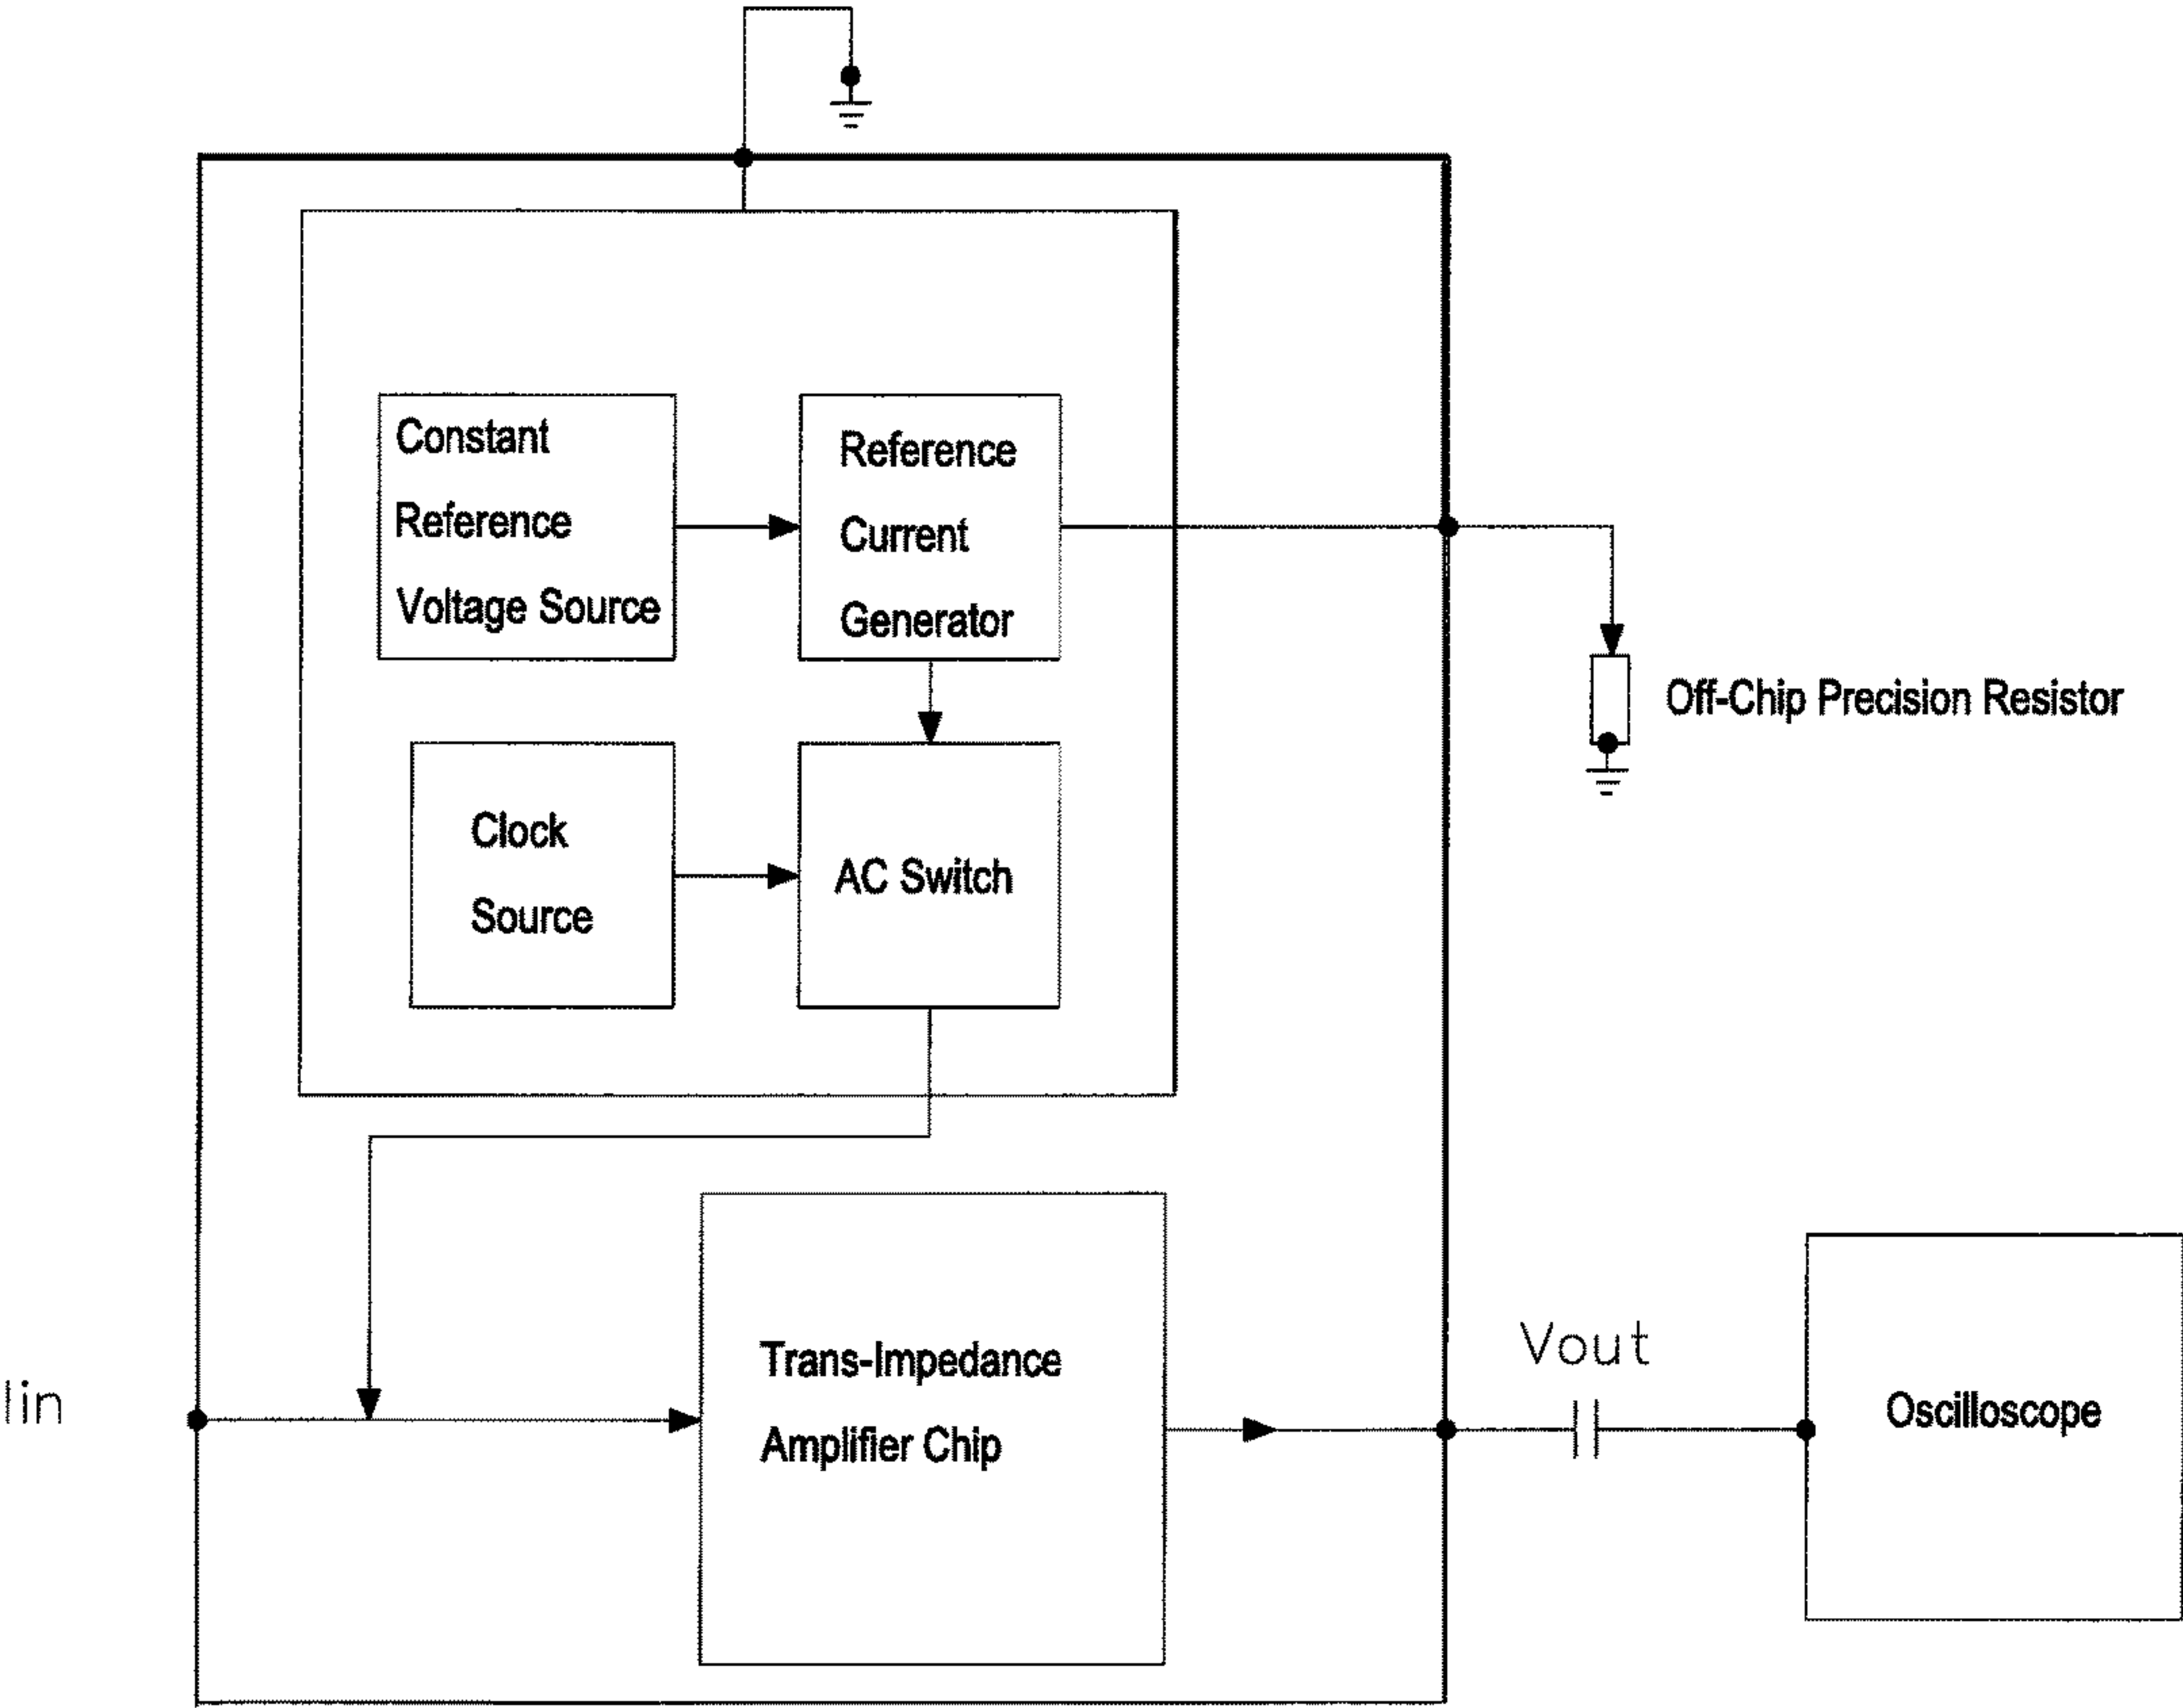 Constant
Reference
Voltage Source
Reference
Current
Generator
Off-Chip Precision Resistor
Clock
Source
AC Switch
Trans-Impedance
Amplifier Chip
Iin
Vout
Oscilloscope